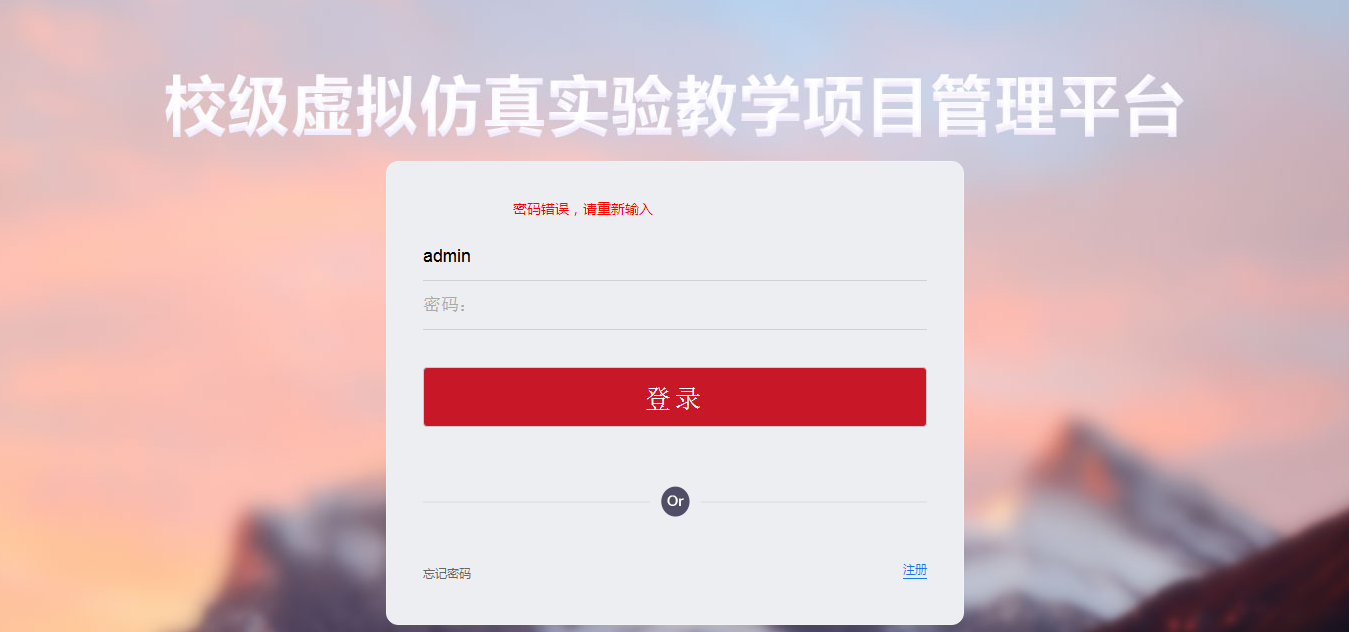 校级虚拟仿真实验教学项目管理平台
密码错误，请重新输入
admin
密码：
登录
Or
忘记密码
注册